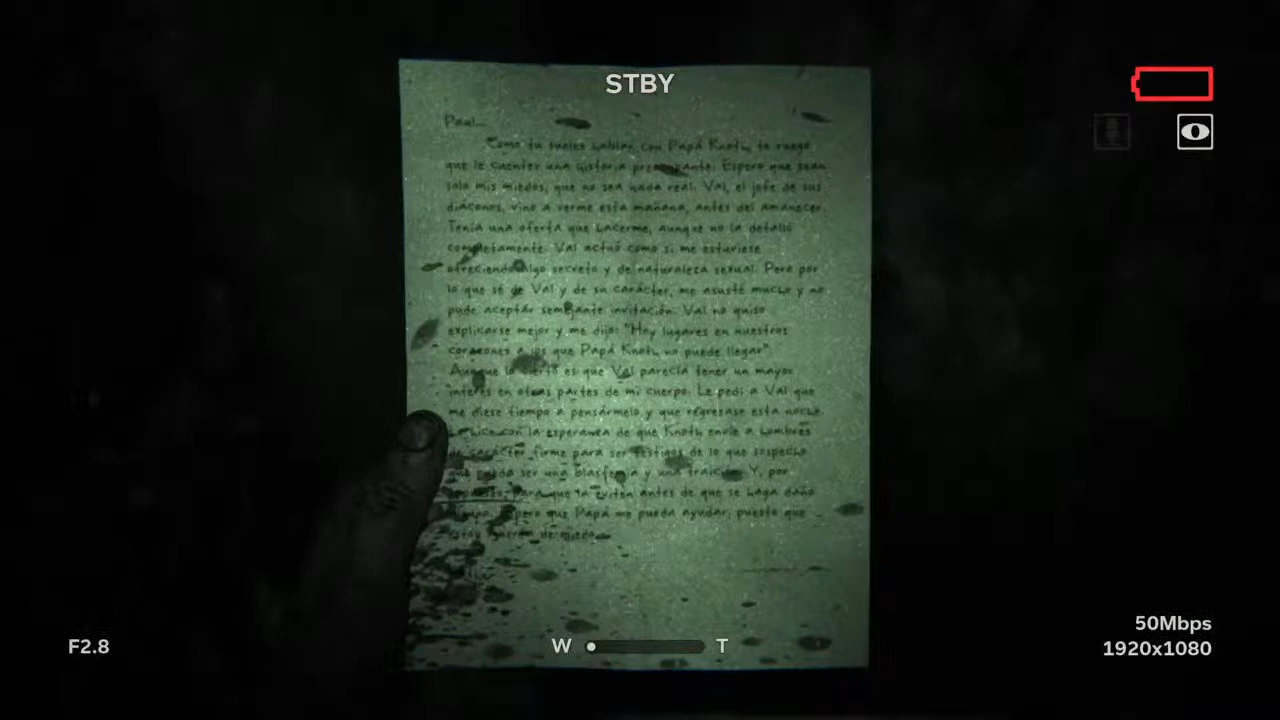 STBY
Paul...
Como tú sueles hablar con Papá Knoth, te ruego
que le cuentes una historia preocupante. Espero que sean
solo mis miedos, que no sea nada real. Val, el jefe de sus
diáconos, vino a verme esta mañana, antes del amanecer.
Tenía una oferta que hacerme, aunque no la detalló
completamente. Val actuó como si me estuviese
ofreciendo algo secreto y de naturaleza sexual. Pero por
lo que sé de Val y de su carácter, me asusté mucho y no
pude aceptar semejante invitación. Val no quiso
explicarse mejor y me dijo: "Hay lugares en nuestros
corazones a los que Papá Knoth no puede llegar".
Aunque lo cierto es que Val parecía tener un mayor
interés en otras partes de mi cuerpo. Le pedí a Val que
me diese tiempo a pensármelo y que regresase esta noche.
Lo hice con la esperanza de que Knoth envíe a hombres
de carácter firme para ser testigos de lo que sospecho
que pueda ser una blasfemia y una traición. Y, por
para que la eviten antes de que se haga daño
Espero que Papá me pueda ayudar, puesto que
estoy de miedo.
F2.8
W T
50Mbps
1920x1080